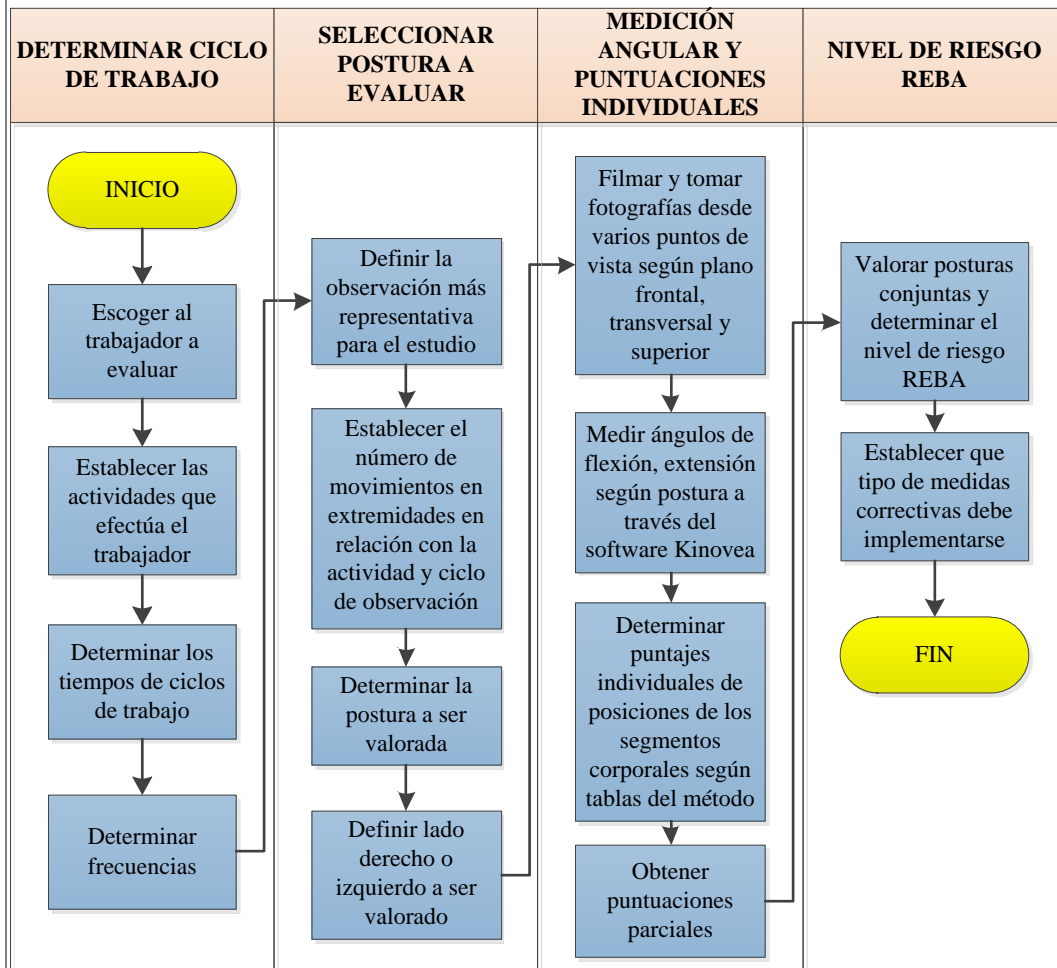 DETERMINAR CICLO
DE TRABAJO
SELECCIONAR
POSTURA A
EVALUAR
MEDICIÓN
ANGULAR Y
PUNTUACIONES
INDIVIDUALES
NIVEL DE RIESGO
REBA
INICIO
Escoger al
trabajador a
evaluar
Establecer las
actividades que
efectúa el
trabajador
Determinar los
tiempos de ciclos
de trabajo
Determinar
frecuencias
Definir la
observación más
representativa
para el estudio
Establecer el
número de
movimientos en
extremidades en
relación con la
actividad y ciclo
de observación
Determinar la
postura a ser
valorada
Definir lado
derecho o
izquierdo a ser
valorado
Filmar y tomar
fotografías desde
varios puntos de
vista según plano
frontal,
transversal y
superior
Medir ángulos de
flexión, extensión
según postura a
través del
software Kinovea
Determinar
puntajes
individuales de
posiciones de los
segmentos
corporales según
tablas del método
Obtener
puntuaciones
parciales
Valorar posturas
conjuntas y
determinar el
nivel de riesgo
REBA
Establecer que
tipo de medidas
correctivas debe
implementarse
FIN